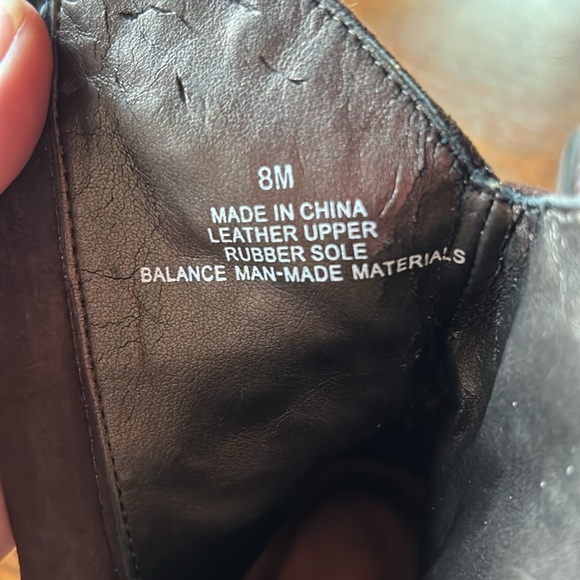 8M
MADE IN CHINA
LEATHER UPPER
RUBBER SOLE
BALANCE MAN-MADE MATERIALS